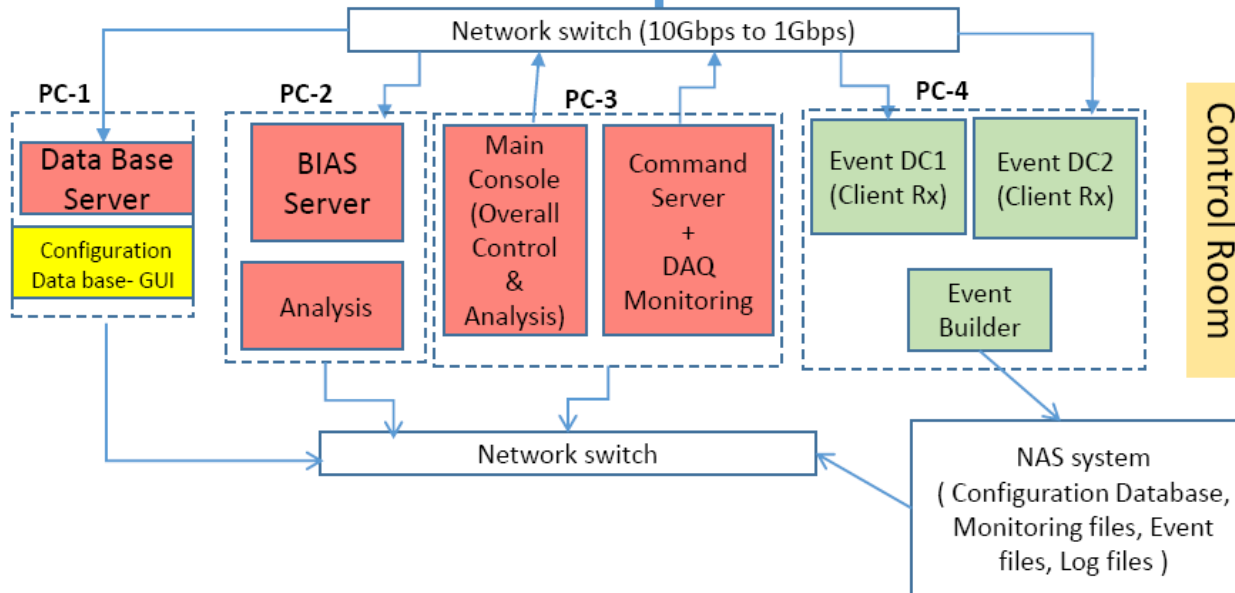 Network switch (10Gbps to 1Gbps)
PC-1
PC-2
PC-3
PC-4
Data Base
Server
Configuration
Data base- GUI
BIAS
Server
Analysis
Main
Console
(Overall
Control
&
Analysis)
Command
Server
+
DAQ
Monitoring
Event DC1
(Client Rx)
Event DC2
(Client Rx)
Event
Builder
Control Room
Network switch
NAS system
( Configuration Database,
Monitoring files, Event
files, Log files )